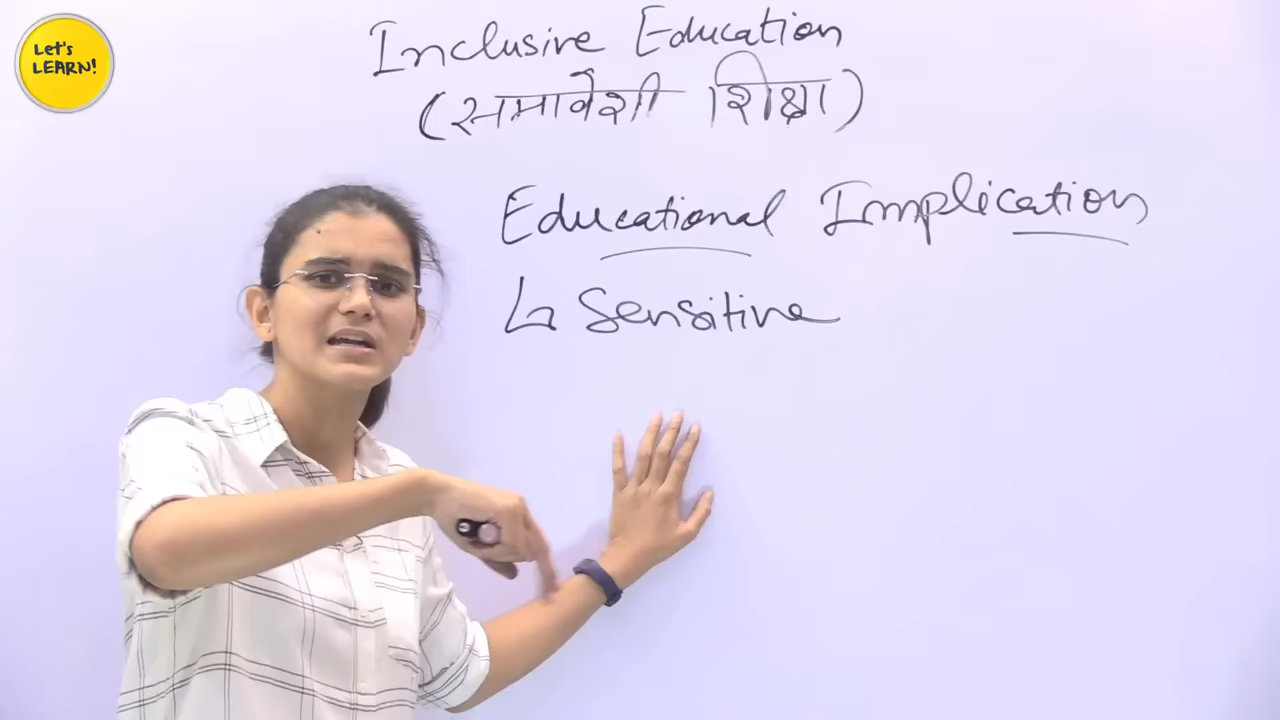 Let's
LEARN!
Inclusive Education
(समावेशी शिक्षा)
Educational Implication
↳ Sensitive